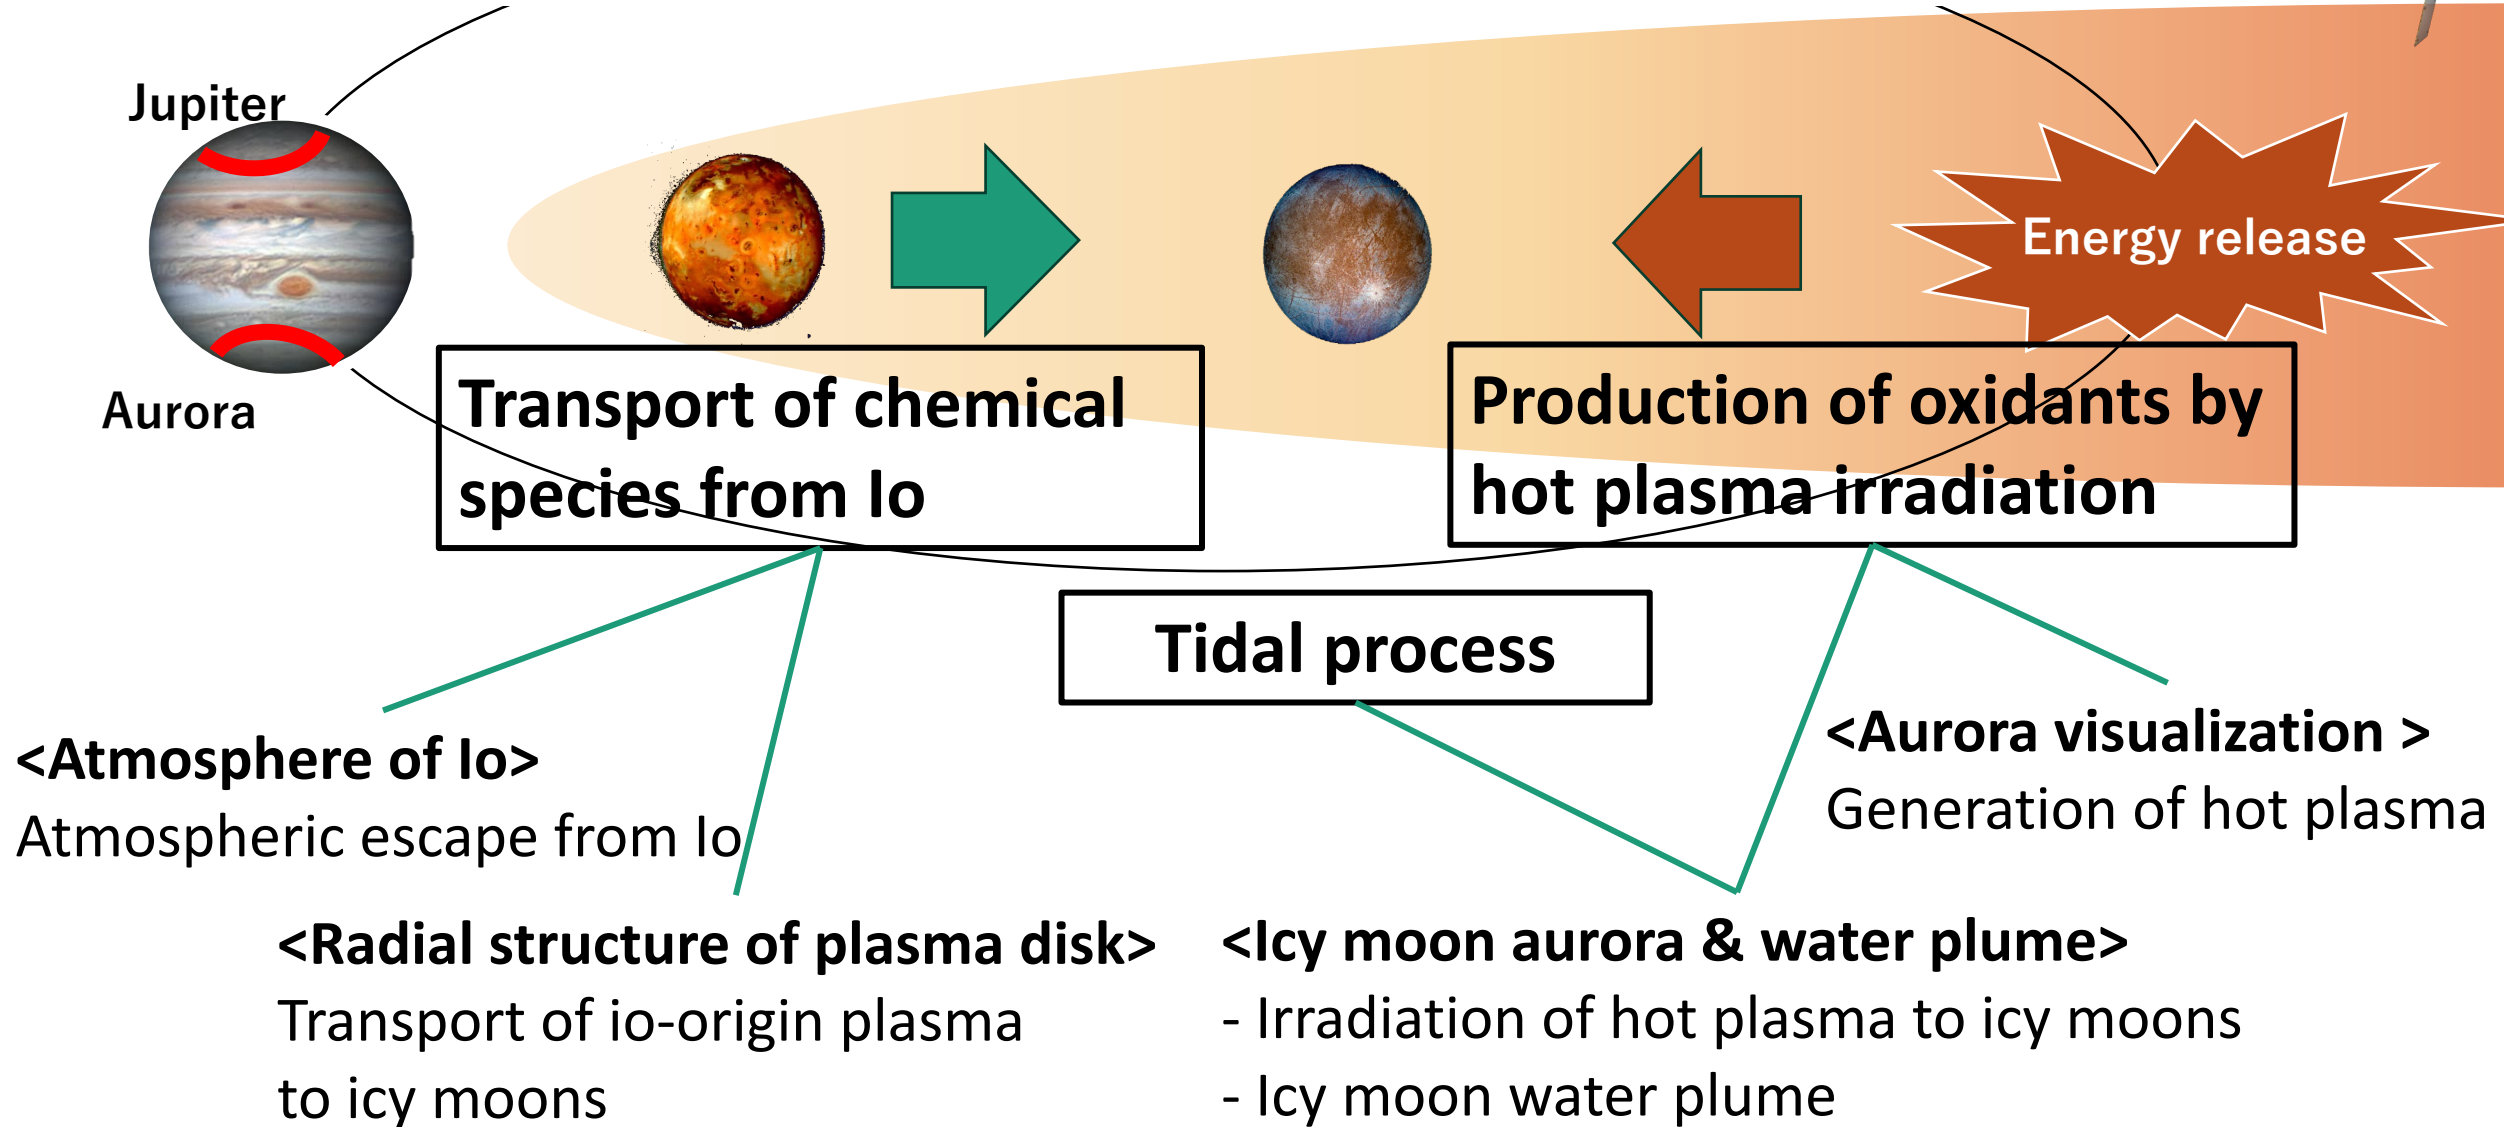 Jupiter
Energy release
Aurora
Transport of chemical
species from Io
Production of oxidants by
hot plasma irradiation
Tidal process
<Atmosphere of Io>
Atmospheric escape from Io
<Aurora visualization >
Generation of hot plasma
<Radial structure of plasma disk>
Transport of io-origin plasma
to icy moons
<Icy moon aurora & water plume>
- Irradiation of hot plasma to icy moons
- Icy moon water plume